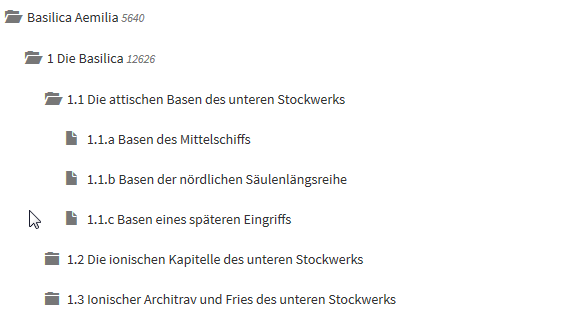 Basilica Aemilia 5640
1 Die Basilica 12626
1.1 Die attischen Basen des unteren Stockwerks
1.1.a Basen des Mittelschiffs
1.1.b Basen der nördlichen Säulenlängsreihe
1.1.c Basen eines späteren Eingriffs
1.2 Die ionischen Kapitelle des unteren Stockwerks
1.3 Ionischer Architrav und Fries des unteren Stockwerks